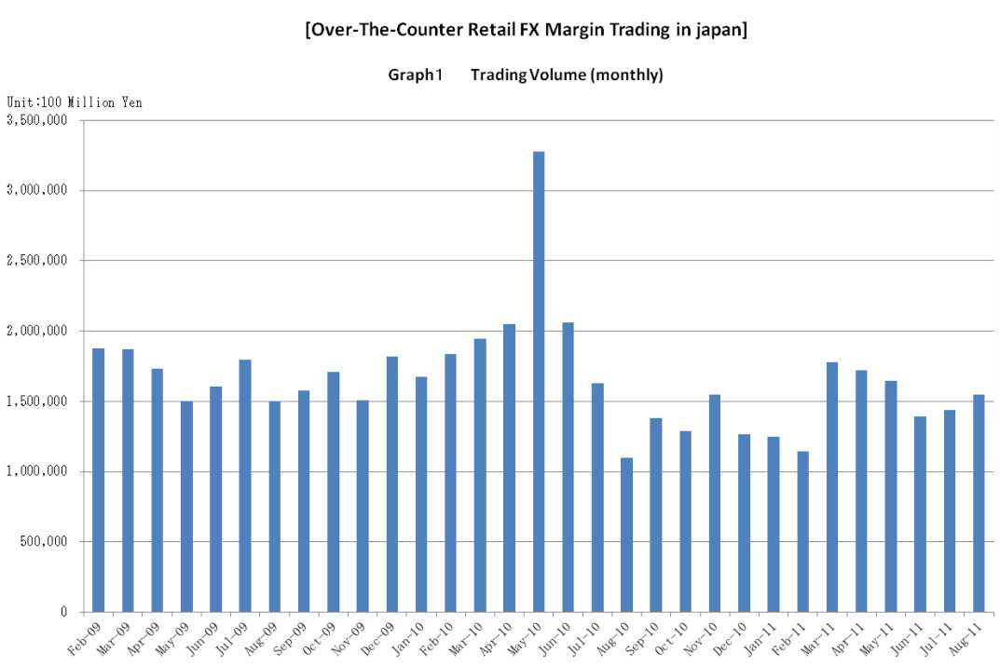 [Over-The-Counter Retail FX Margin Trading in japan]
Graph1 Trading Volume (monthly)
Unit:100 Million Yen
3,500,000
3,000,000
2,500,000
2,000,000
1,500,000
1,000,000
500,000
0
Feb-09 Mar-09 Apr-09 May-09 Jun-09 Jul-09 Aug-09 Sep-09 Oct-09 Nov-09 Dec-09 Jan-10 Feb-10 Mar-10 Apr-10 May-10 Jun-10 Jul-10 Aug-10 Sep-10 Oct-10 Nov-10 Dec-10 Jan-11 Feb-11 Mar-11 Apr-11 May-11 Jun-11 Jul-11 Aug-11